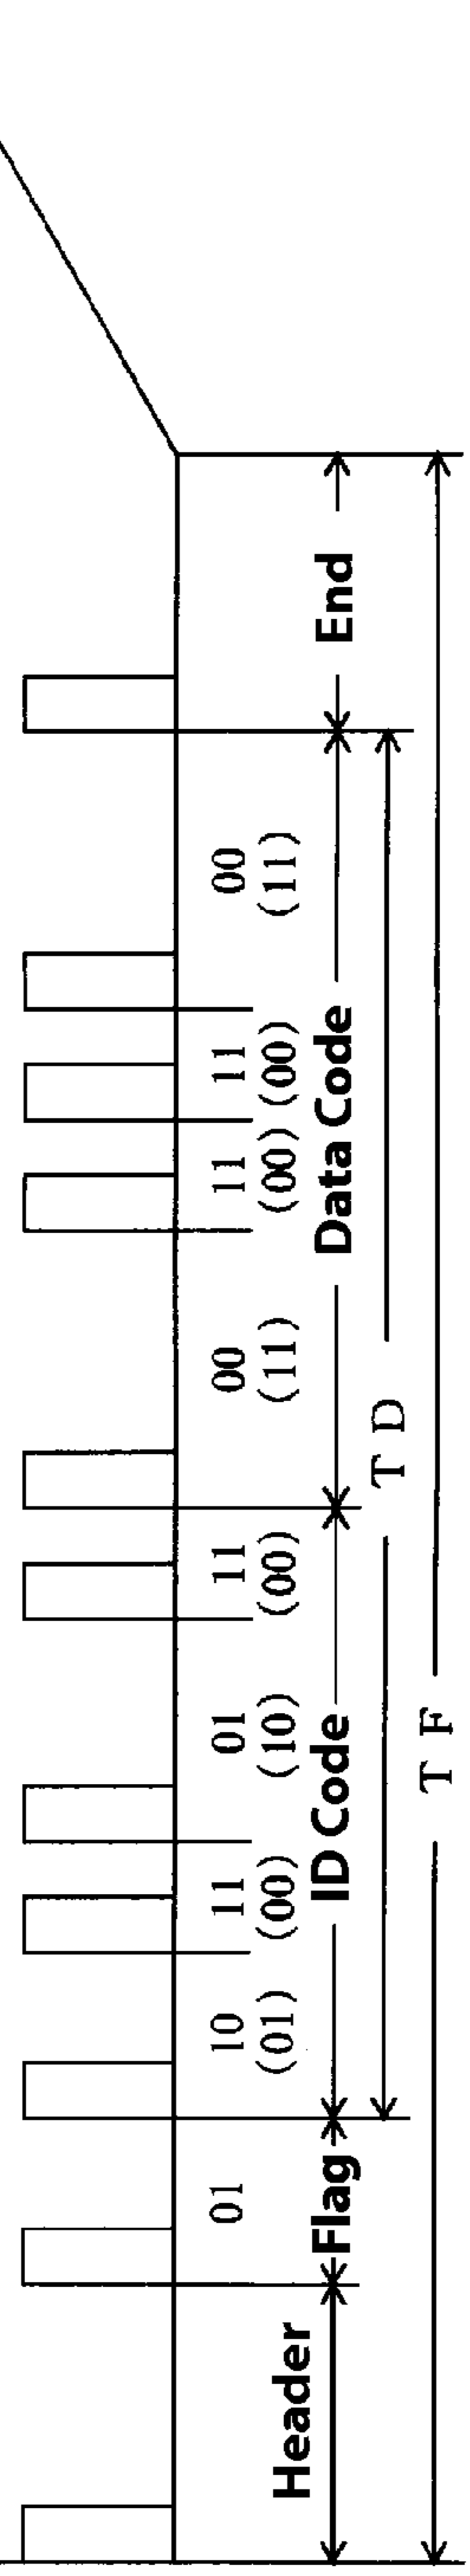 01 10 11 01 11 00 11 11 00
(01) (00) (10) (00) (11) (00) (00) (11)
Header Flag ID Code Data Code End
T D
T F